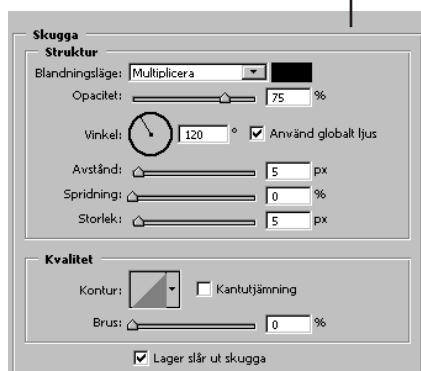 Skugga
Struktur
Blandningsläge: Multiplicera
Opacitet: 75 %
Vinkel: 120 ° Använd globalt ljus
Avstånd: 5 px
Spridning: 0 %
Storlek: 5 px
Kvalitet
Kontur: Kantutjämning
Brus: 0 %
Lager slår ut skugga